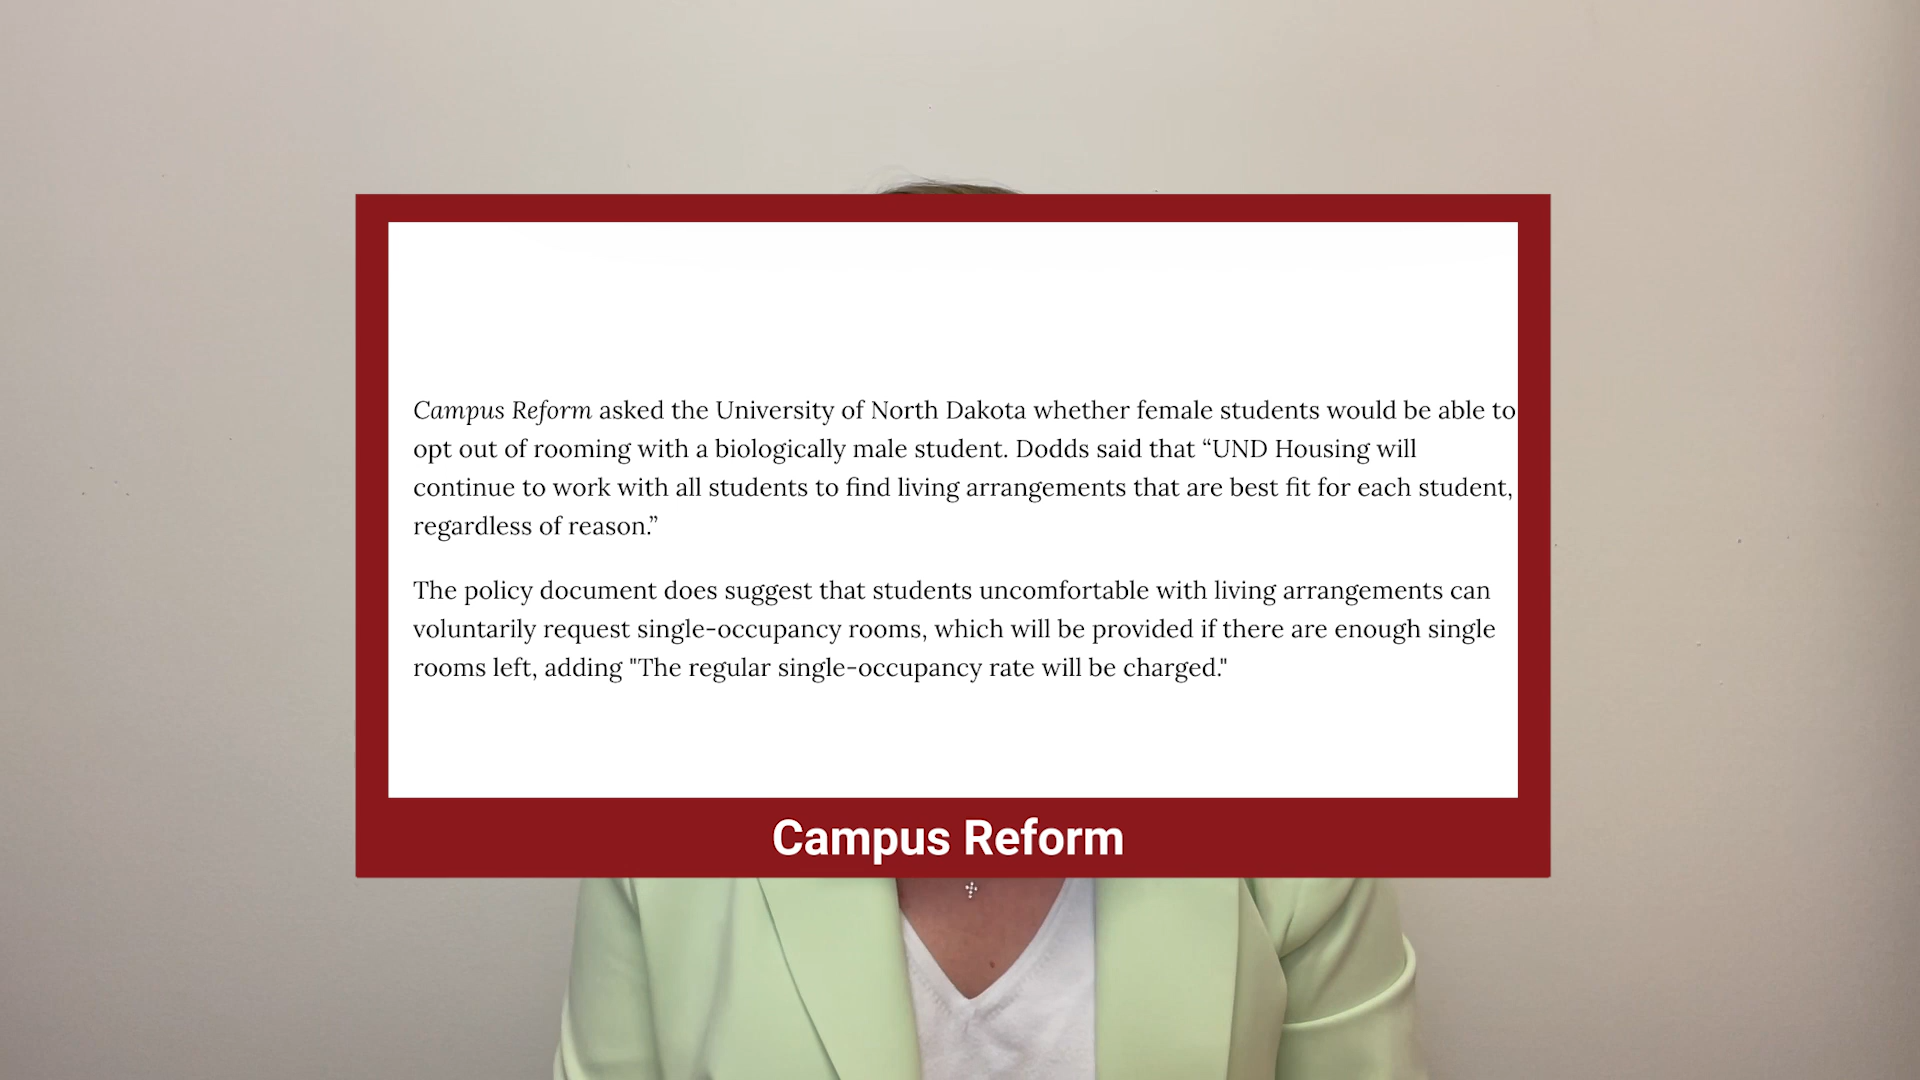 Campus Reform asked the University of North Dakota whether female students would be able to
opt out of rooming with a biologically male student. Dodds said that “UND Housing will
continue to work with all students to find living arrangements that are best fit for each student,
regardless of reason.”
The policy document does suggest that students uncomfortable with living arrangements can
voluntarily request single-occupancy rooms, which will be provided if there are enough single
rooms left, adding "The regular single-occupancy rate will be charged."
Campus Reform